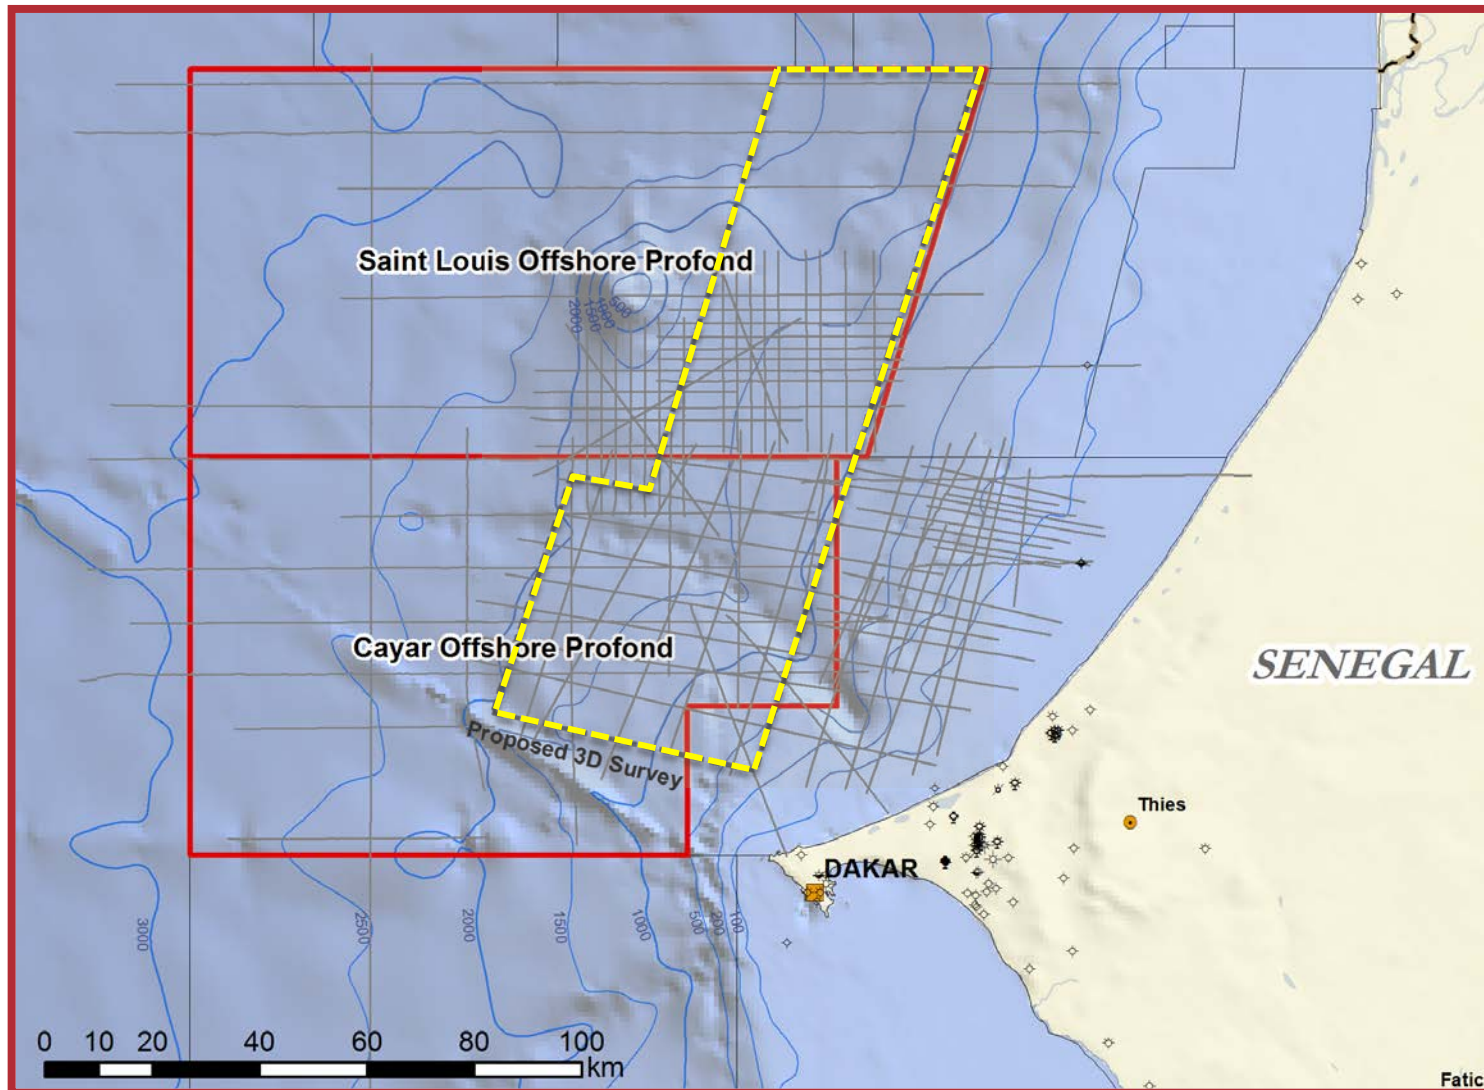 Saint Louis Offshore Profond
500
1000
1500
2000
Cayar Offshore Profond
SENEGAL
Proposed 3D Survey
Thies
DAKAR
3000
2500
2000
1500
1000
500
200
100
0 10 20 40 60 80 100
km
Fatic